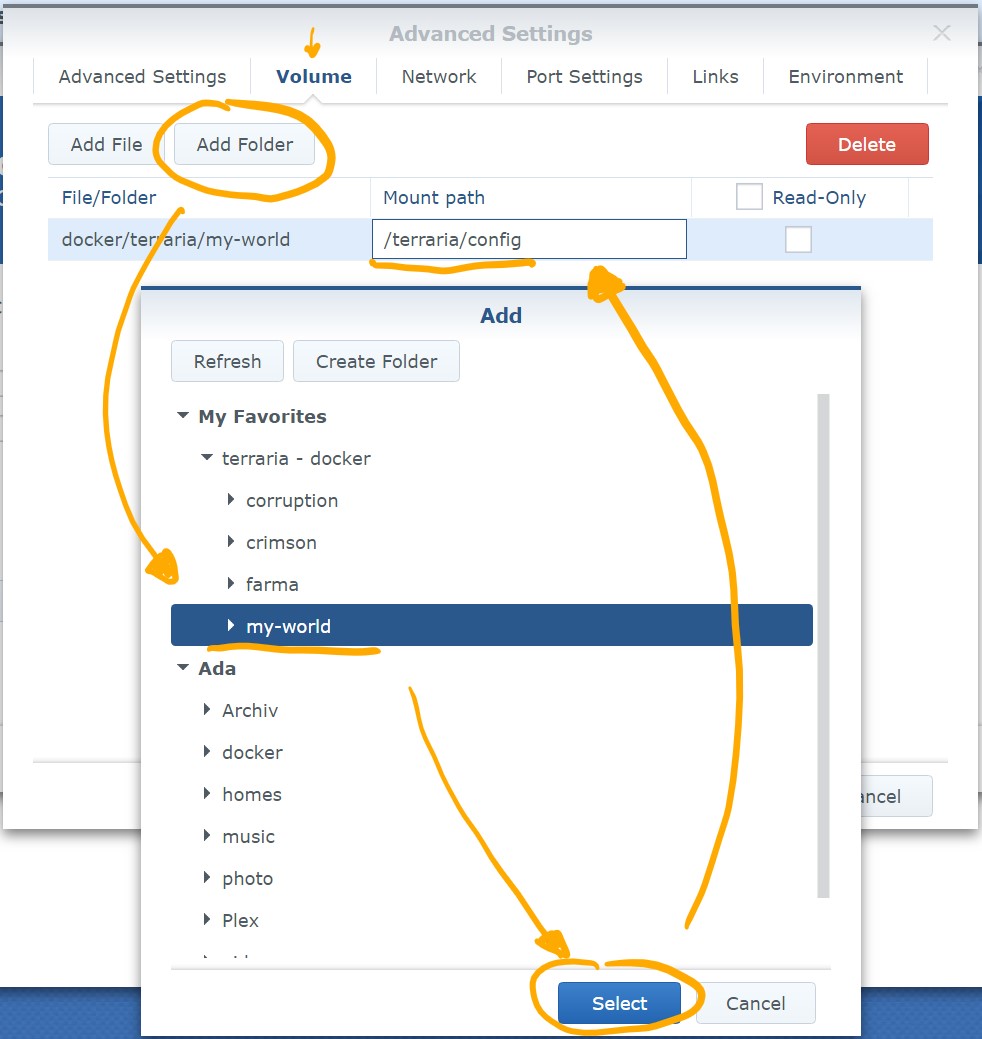 Advanced Settings
Advanced Settings Volume Network Port Settings Links Environment
Add File Add Folder Delete
File/Folder Mount path Read-Only
docker/terraria/my-world /terraria/config
Add
Refresh Create Folder
My Favorites
terraria - docker
corruption
crimson
farma
my-world
Ada
Archiv
docker
homes
music
photo
Plex
Select Cancel